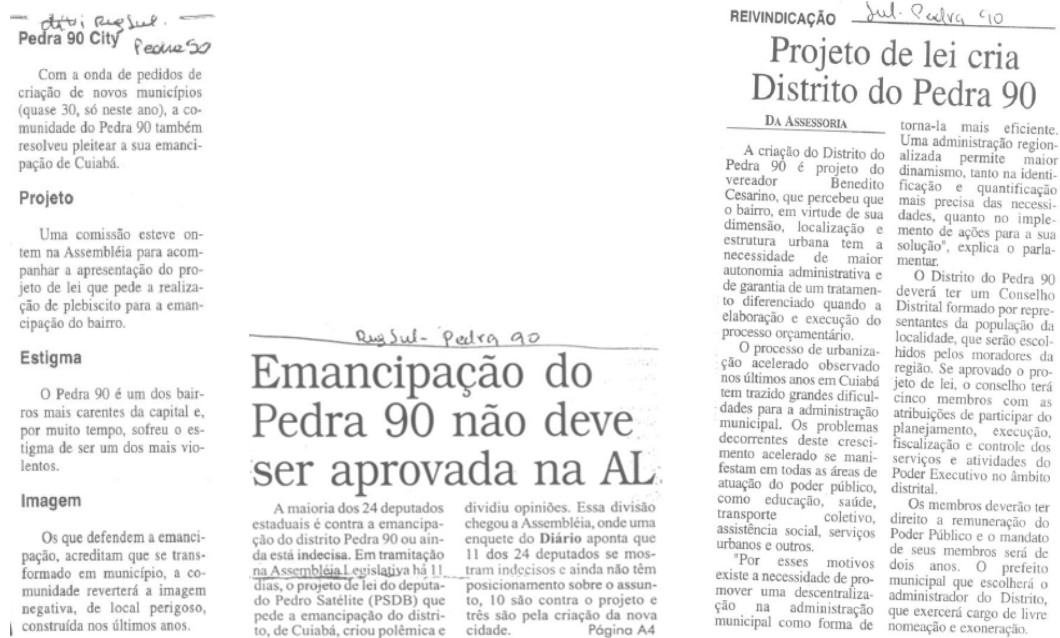 divi RegSul.
Pedra 90
Pedra 90 City
Com a onda de pedidos de
criação de novos municípios
(quase 30, só neste ano), a co-
munidade do Pedra 90 também
resolveu pleitear a sua emanci-
pação de Cuiabá.
Projeto
Uma comissão esteve on-
tem na Assembléia para acom-
panhar a apresentação do pro-
jeto de lei que pede a realiza-
ção de plebiscito para a eman-
cipação do bairro.
Estigma
O Pedra 90 é um dos bair-
ros mais carentes da capital e,
por muito tempo, sofreu o es-
tigma de ser um dos mais vio-
lentos.
Imagem
Os que defendem a emanci-
pação, acreditam que se trans-
formado em município, a co-
munidade reverterá a imagem
negativa, de local perigoso,
construída nos últimos anos.
RegSul- Pedra 90
Emancipação do
Pedra 90 não deve
ser aprovada na AL
A maioria dos 24 deputados
estaduais é contra a emancipa-
ção do distrito Pedra 90 ou ain-
da está indecisa. Em tramitação
na Assembléia Legislativa há 11
dias, o projeto de lei do deputa-
do Pedro Satélite (PSDB) que
pede a emancipação do distri-
to, de Cuiabá, criou polêmica e
dividiu opiniões. Essa divisão
chegou a Assembléia, onde uma
enquete do Diário aponta que
11 dos 24 deputados se mos-
tram indecisos e ainda não têm
posicionamento sobre o assun-
to, 10 são contra o projeto e
três são pela criação da nova
cidade. Página A4
REIVINDICAÇÃO
Sul- Pedra 90
Projeto de lei cria
Distrito do Pedra 90
DA ASSESSORIA
A criação do Distrito do
Pedra 90 é projeto do
vereador Benedito
Cesarino, que percebeu que
o bairro, em virtude de sua
dimensão, localização e
estrutura urbana tem a
necessidade de maior
autonomia administrativa e
de garantia de um tratamen-
to diferenciado quando a
elaboração e execução do
processo orçamentário.
O processo de urbaniza-
ção acelerado observado
nos últimos anos em Cuiabá
tem trazido grandes dificul-
dades para a administração
municipal. Os problemas
decorrentes deste cresci-
mento acelerado se mani-
festam em todas as áreas de
atuação do poder público,
como educação, saúde,
transporte coletivo,
assistência social, serviços
urbanos e outros.
"Por esses motivos
existe a necessidade de pro-
mover uma descentraliza-
ção na administração
municipal como forma de
torna-la mais eficiente.
Uma administração region-
alizada permite maior
dinamismo, tanto na identi-
ficação e quantificação
mais precisa das necessi-
dades, quanto no imple-
mento de ações para a sua
solução", explica o parla-
mentar.
O Distrito do Pedra 90
deverá ter um Conselho
Distrital formado por repre-
sentantes da população da
localidade, que serão escol-
hidos pelos moradores da
região. Se aprovado o pro-
jeto de lei, o conselho terá
cinco membros com as
atribuições de participar do
planejamento, execução,
fiscalização e controle dos
serviços e atividades do
Poder Executivo no âmbito
distrital.
Os membros deverão ter
direito a remuneração do
Poder Público e o mandato
de seus membros será de
dois anos. O prefeito
municipal que escolherá o
administrador do Distrito,
que exercerá cargo de livre
nomeação e exoneração.